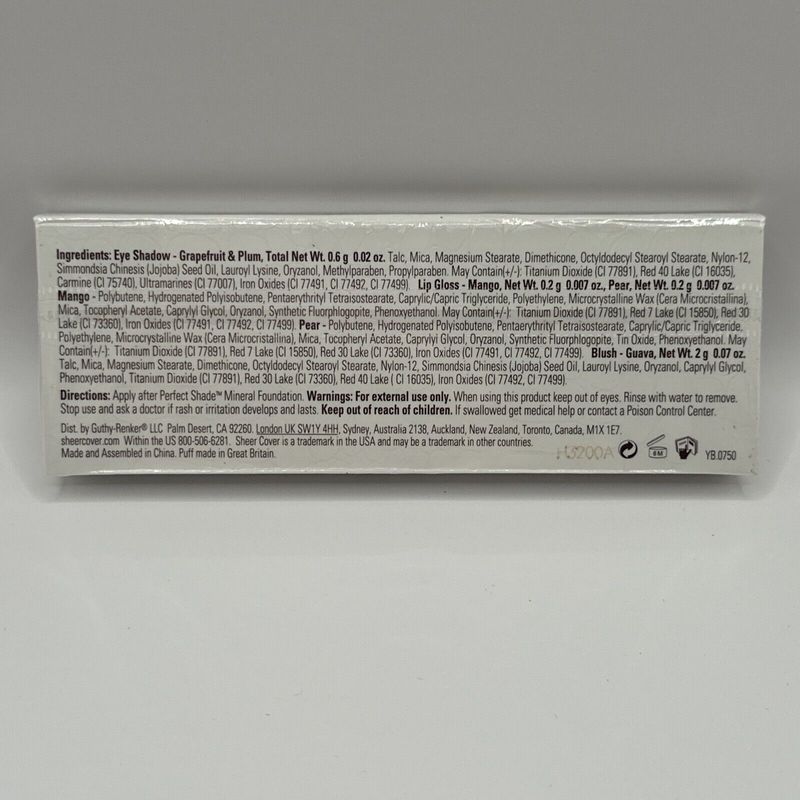 Ingredients: Eye Shadow - Grapefruit & Plum, Total Net Wt. 0.6 g 0.02 oz. Talc, Mica, Magnesium Stearate, Dimethicone, Octyldodecyl Stearoyl Stearate, Nylon-12,
Simmondsia Chinesis (Jojoba) Seed Oil, Lauroyl Lysine, Oryzanol, Methylparaben, Propylparaben. May Contain(+/-): Titanium Dioxide (CI 77891), Red 40 Lake (CI 16035),
Carmine (CI 75740), Ultramarines (CI 77007), Iron Oxides (CI 77491, CI 77492, CI 77499). Lip Gloss - Mango, Net Wt. 0.2 g 0.007 oz., Pear, Net Wt. 0.2 g 0.007 oz.
Mango - Polybutene, Hydrogenated Polyisobutene, Pentaerythrityl Tetraisostearate, Caprylic/Capric Triglyceride, Polyethylene, Microcrystalline Wax (Cera Microcristallina),
Mica, Tocopheryl Acetate, Caprylyl Glycol, Oryzanol, Synthetic Fluorphlogopite, Phenoxyethanol. May Contain(+/-): Titanium Dioxide (CI 77891), Red 7 Lake (CI 15850), Red 30
Lake (CI 73360), Iron Oxides (CI 77491, CI 77492, CI 77499). Pear - Polybutene, Hydrogenated Polyisobutene, Pentaerythrityl Tetraisostearate, Caprylic/Capric Triglyceride,
Polyethylene, Microcrystalline Wax (Cera Microcristallina), Mica, Tocopheryl Acetate, Caprylyl Glycol, Oryzanol, Synthetic Fluorphlogopite, Tin Oxide, Phenoxyethanol. May
Contain(+/-): Titanium Dioxide (CI 77891), Red 7 Lake (CI 15850), Red 30 Lake (CI 73360), Iron Oxides (CI 77491, CI 77492, CI 77499). Blush - Guava, Net Wt. 2 g 0.07 oz.
Talc, Mica, Magnesium Stearate, Dimethicone, Octyldodecyl Stearoyl Stearate, Nylon-12, Simmondsia Chinesis (Jojoba) Seed Oil, Lauroyl Lysine, Oryzanol, Caprylyl Glycol,
Phenoxyethanol, Titanium Dioxide (CI 77891), Red 30 Lake (CI 73360), Red 40 Lake ( CI 16035), Iron Oxides (CI 77492, CI 77499).
Directions: Apply after Perfect Shade™ Mineral Foundation. Warnings: For external use only. When using this product keep out of eyes. Rinse with water to remove.
Stop use and ask a doctor if rash or irritation develops and lasts. Keep out of reach of children. If swallowed get medical help or contact a Poison Control Center.
Dist. by Guthy-Renker® LLC Palm Desert, CA 92260. London UK SW1Y 4HH, Sydney, Australia 2138, Auckland, New Zealand, Toronto, Canada, M1X 1E7.
sheercover.com Within the US 800-506-6281. Sheer Cover is a trademark in the USA and may be a trademark in other countries.
Made and Assembled in China. Puff made in Great Britain. H3200A 6M YB.0750